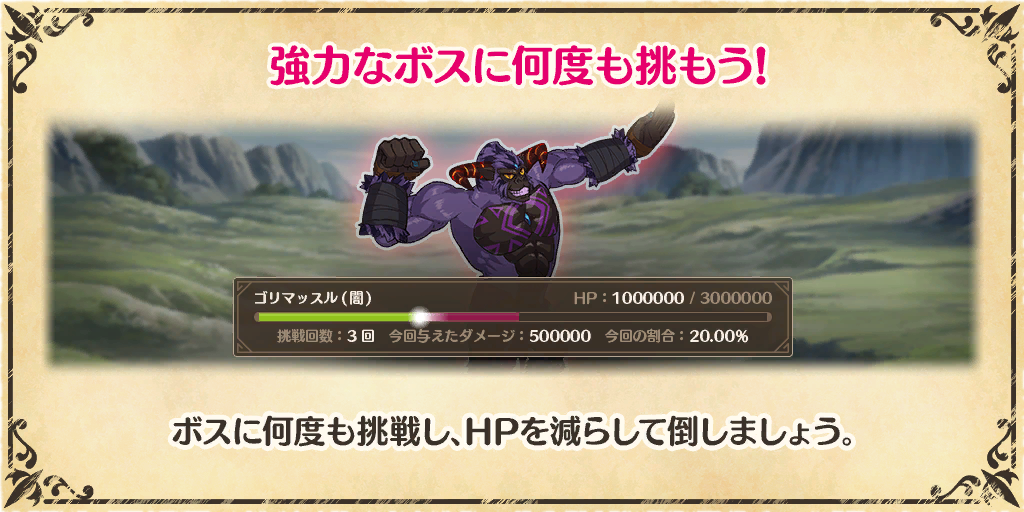 強力なボスに何度も挑もう!
ゴリマッスル(闇) HP:1000000 / 3000000
挑戦回数:3回 今回与えたダメージ:500000 今回の割合:20.00%
ボスに何度も挑戦し、HPを減らして倒しましょう。